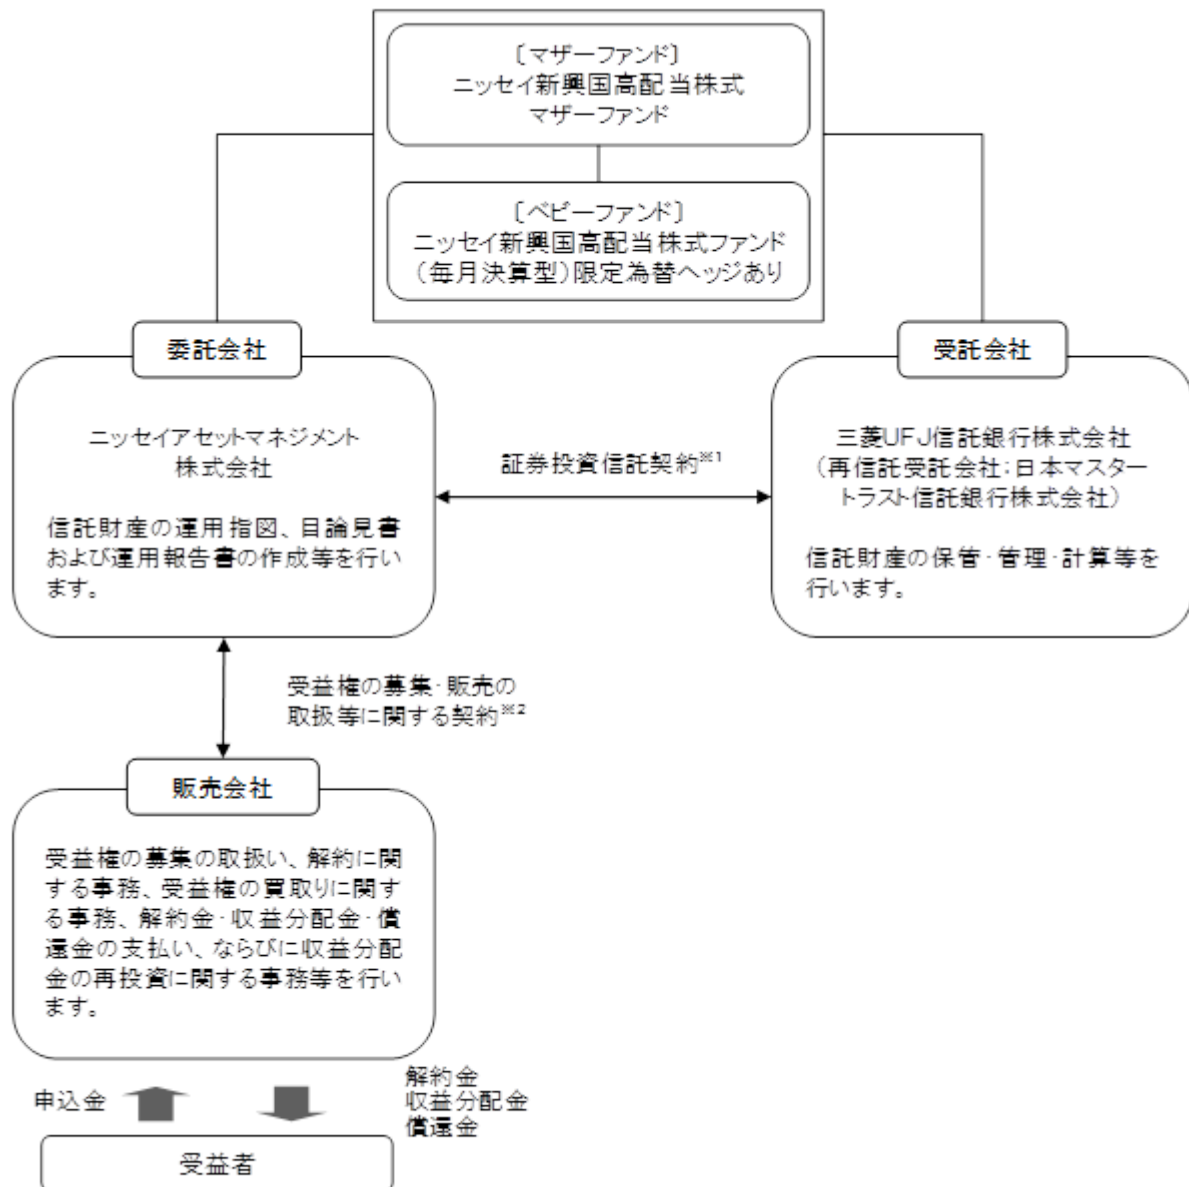 〔マザーファンド〕
ニッセイ新興国高配当株式
マザーファンド
〔ベビーファンド〕
ニッセイ新興国高配当株式ファンド
（毎月決算型）限定為替ヘッジあり
委託会社
ニッセイアセットマネジメント
株式会社
信託財産の運用指図、目論見書
および運用報告書の作成等を行い
ます。
証券投資信託契約※1
受託会社
三菱UFJ信託銀行株式会社
（再信託受託会社：日本マスター
トラスト信託銀行株式会社）
信託財産の保管・管理・計算等を
行います。
受益権の募集・販売の
取扱等に関する契約※2
販売会社
受益権の募集の取扱い、解約に関
する事務、受益権の買取りに関す
る事務、解約金・収益分配金・償
還金の支払い、ならびに収益分配
金の再投資に関する事務等を行い
ます。
申込金
解約金
収益分配金
償還金
受益者